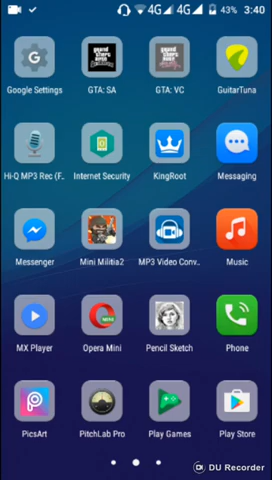 4G 4G 43% 3:40
Google Settings GTA: SA GTA: VC GuitarTuna
Hi-Q MP3 Rec (F.. Internet Security KingRoot Messaging
Messenger Mini Militia2 MP3 Video Conv.. Music
MX Player Opera Mini Pencil Sketch Phone
PicsArt PitchLab Pro Play Games Play Store
DU Recorder